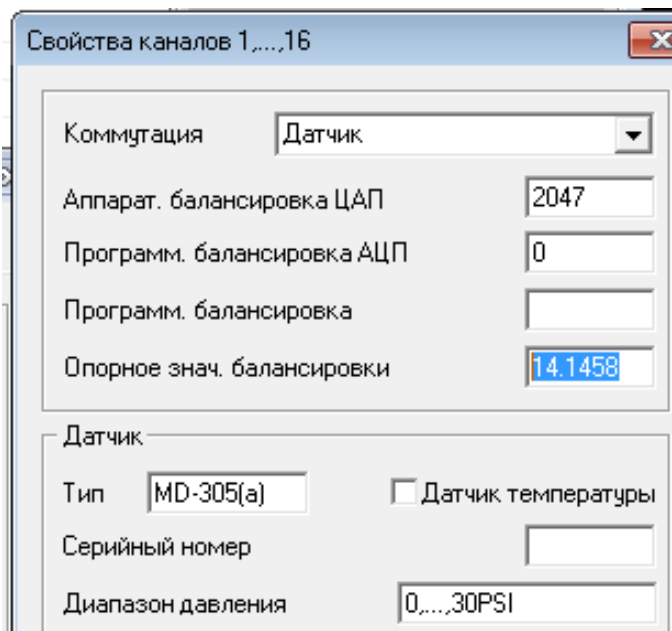 Свойства каналов 1,...,16
Коммутация Датчик
Аппарат. балансировка ЦАП 2047
Программ. балансировка АЦП 0
Программ. балансировка
Опорное знач. балансировки 14.1458
Датчик
Тип MD-305(a) Датчик температуры
Серийный номер
Диапазон давления 0,...,30PSI